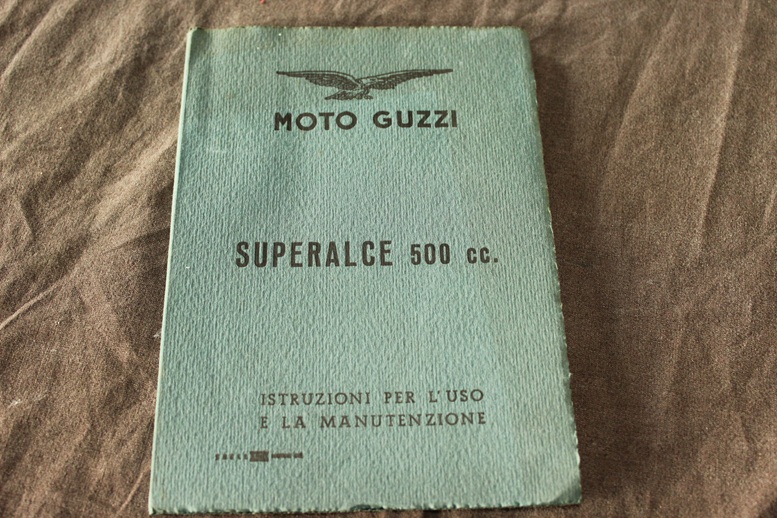 MOTO GUZZI
SUPERALCE 500 cc.
ISTRUZIONI PER L'USO
E LA MANUTENZIONE